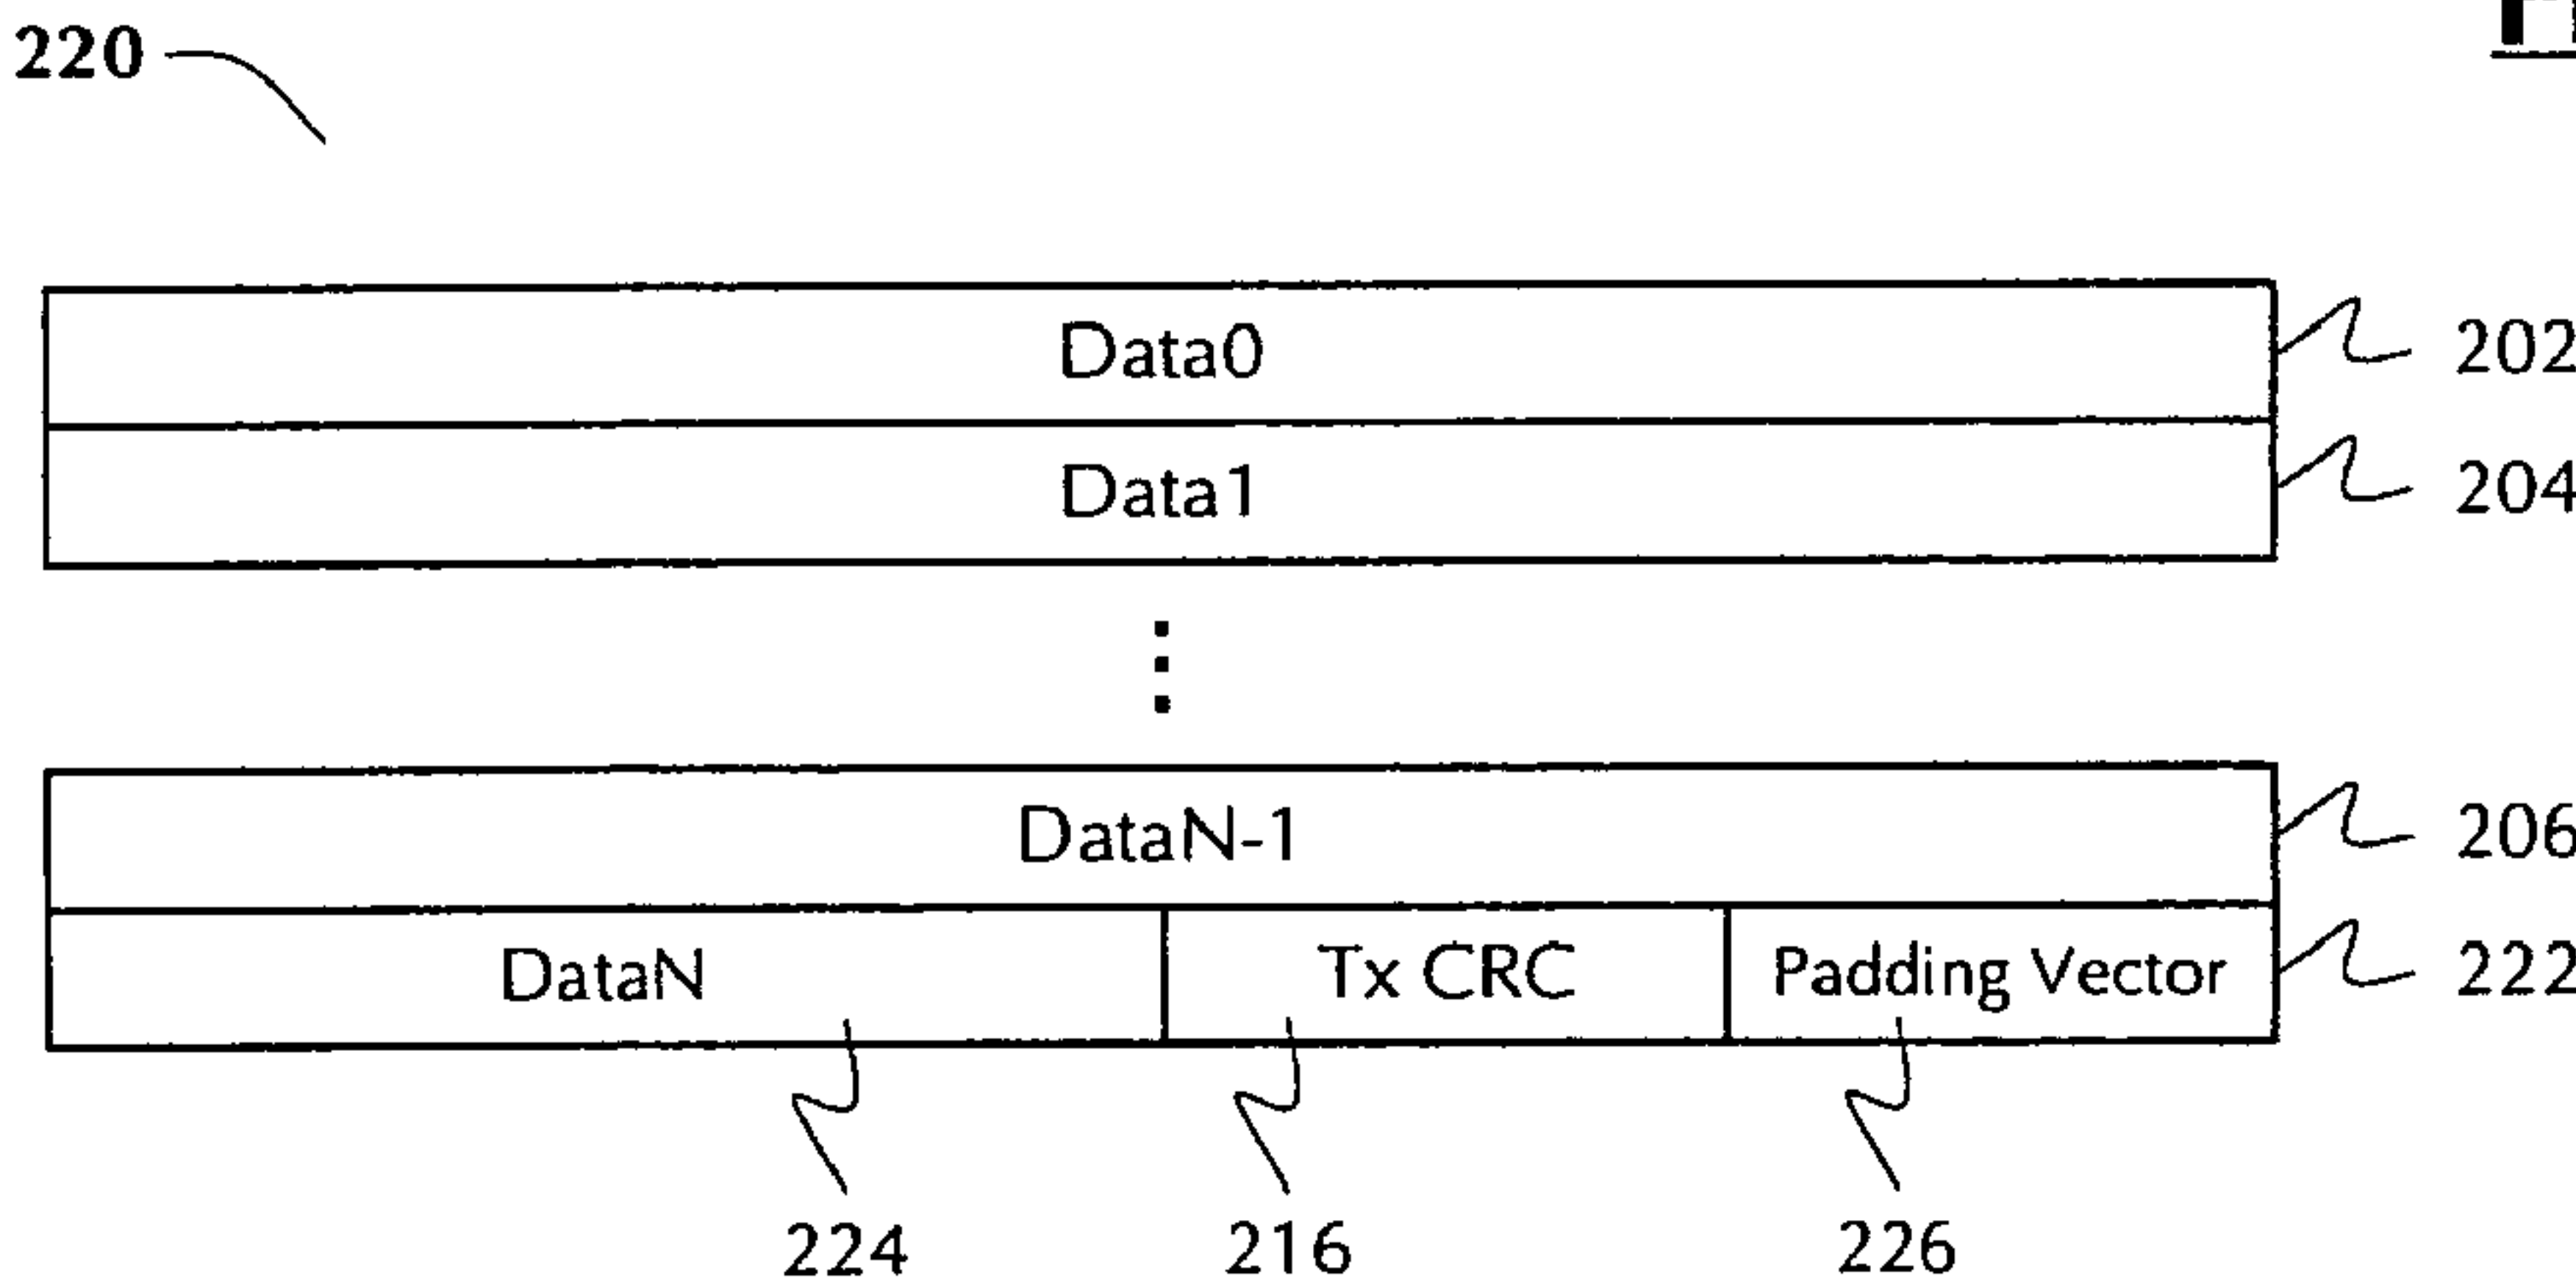 220
Data0 202
Data1 204
DataN-1 206
DataN Tx CRC Padding Vector 222
224 216 226